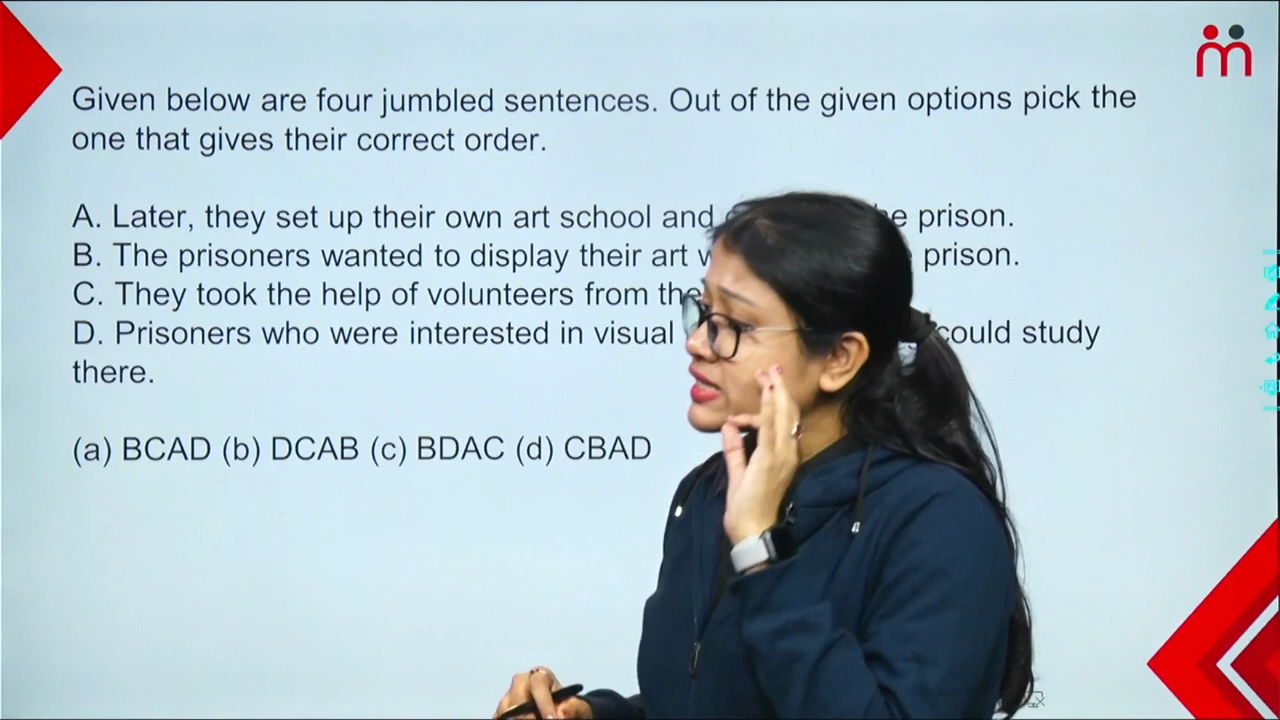 Given below are four jumbled sentences. Out of the given options pick the
one that gives their correct order.
A. Later, they set up their own art school and prison.
B. The prisoners wanted to display their art prison.
C. They took the help of volunteers from
D. Prisoners who were interested in visual could study
there.
(a) BCAD (b) DCAB (c) BDAC (d) CBAD